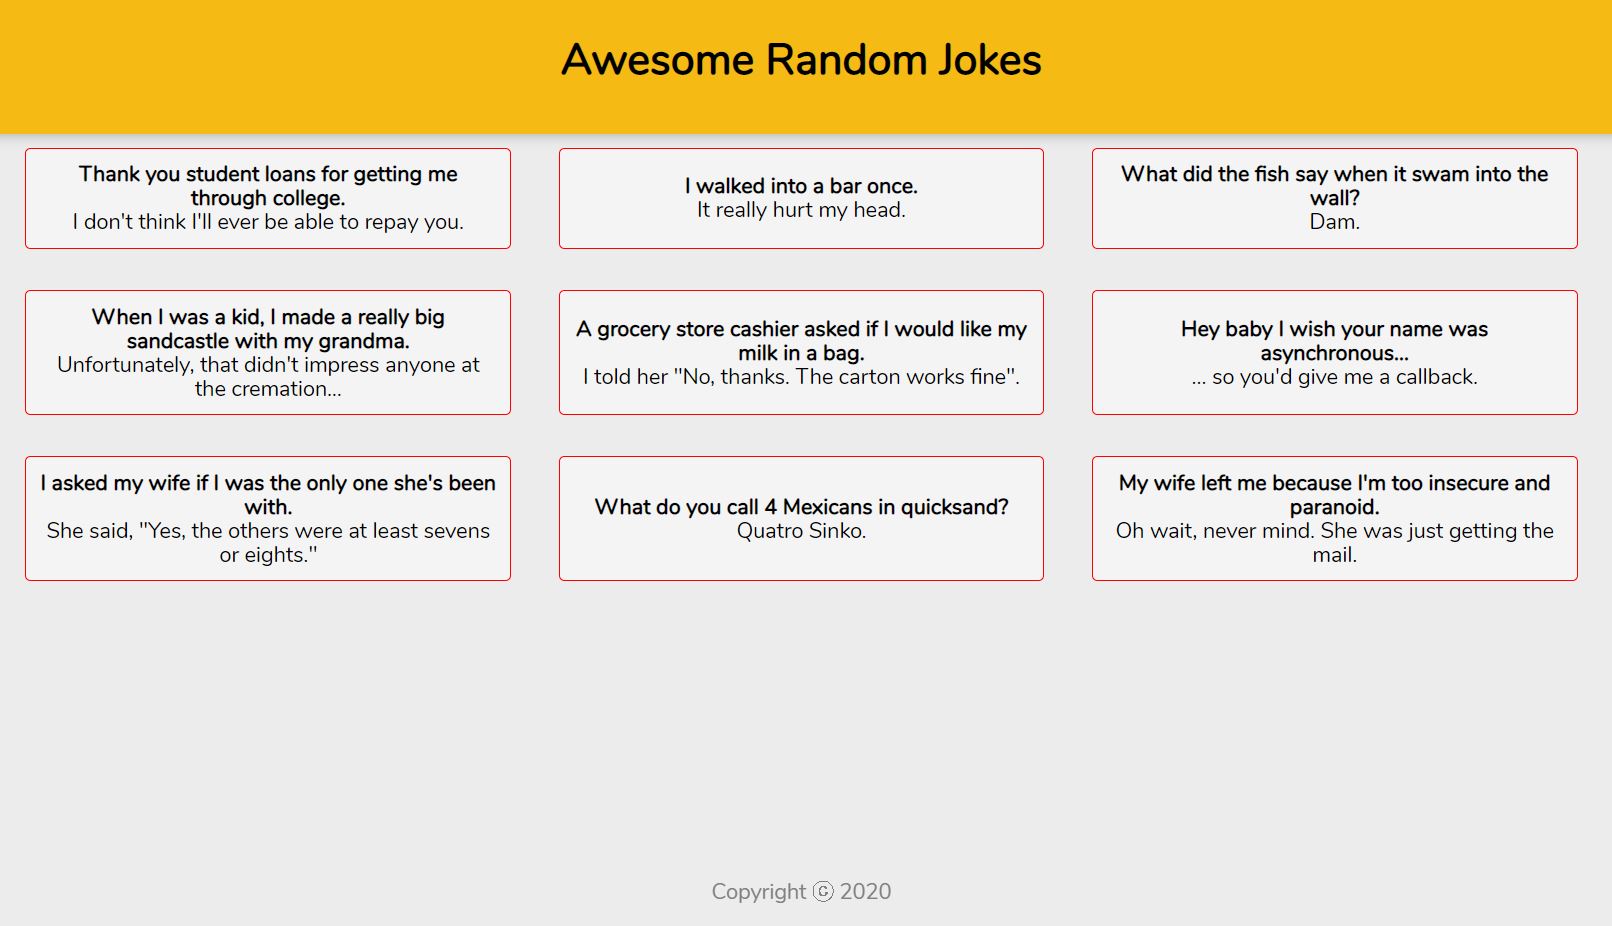 Awesome Random Jokes
Thank you student loans for getting me
through college.
I don't think I'll ever be able to repay you.
I walked into a bar once.
It really hurt my head.
What did the fish say when it swam into the
wall?
Dam.
When I was a kid, I made a really big
sandcastle with my grandma.
Unfortunately, that didn't impress anyone at
the cremation...
A grocery store cashier asked if I would like my
milk in a bag.
I told her "No, thanks. The carton works fine".
Hey baby I wish your name was
asynchronous...
... so you'd give me a callback.
I asked my wife if I was the only one she's been
with.
She said, "Yes, the others were at least sevens
or eights."
What do you call 4 Mexicans in quicksand?
Quatro Sinko.
My wife left me because I'm too insecure and
paranoid.
Oh wait, never mind. She was just getting the
mail.
Copyright © 2020